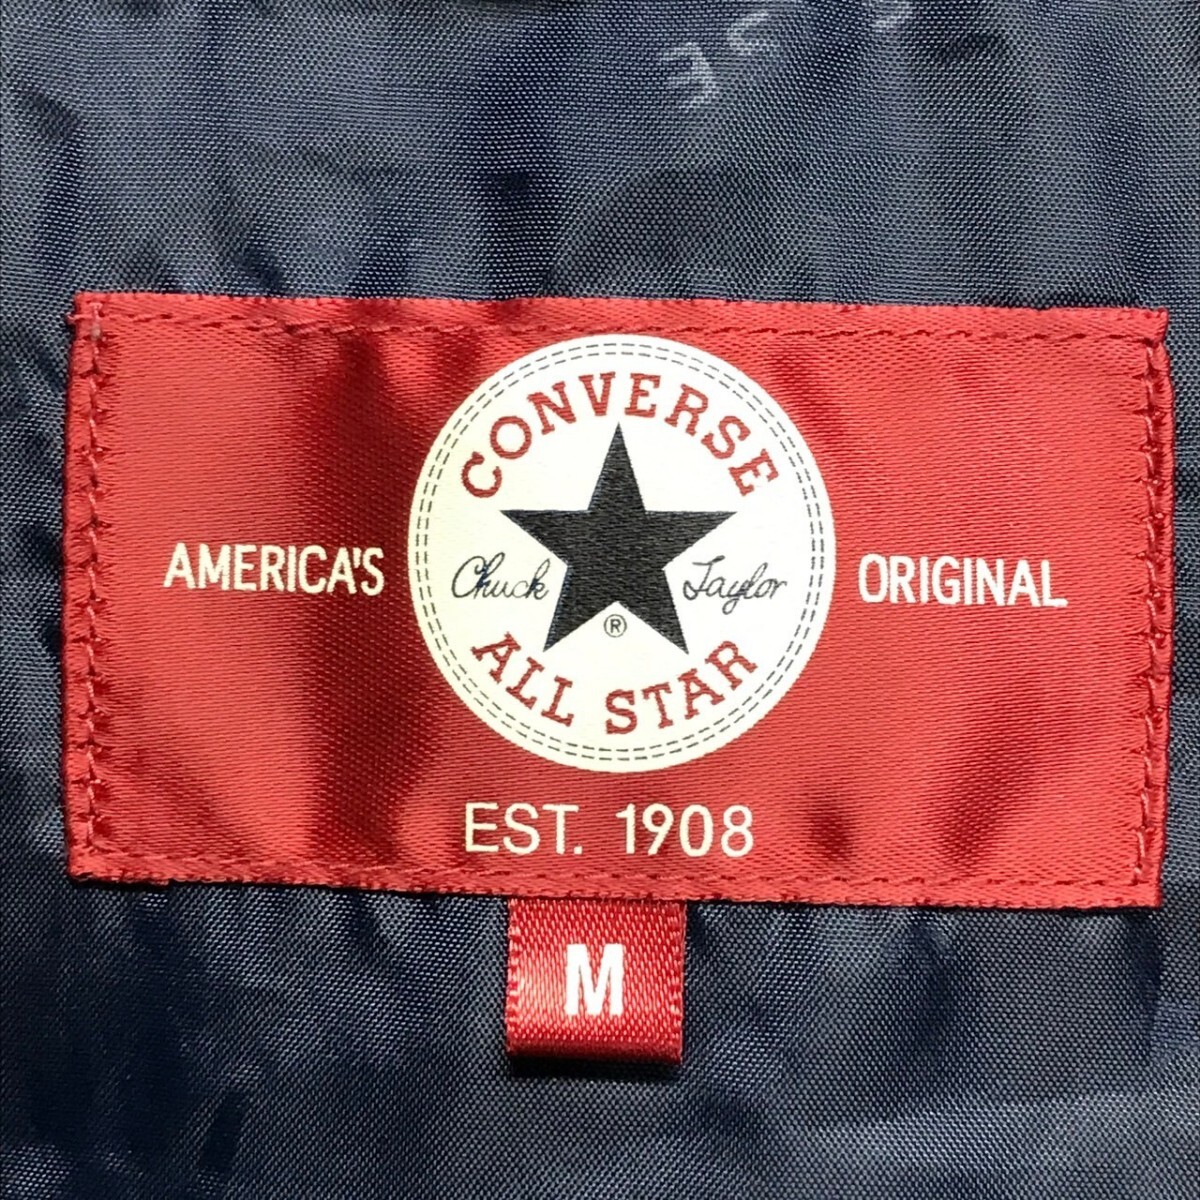 CONVERSE
AMERICA'S Chuck Taylor ORIGINAL
®
ALL STAR
EST. 1908
M